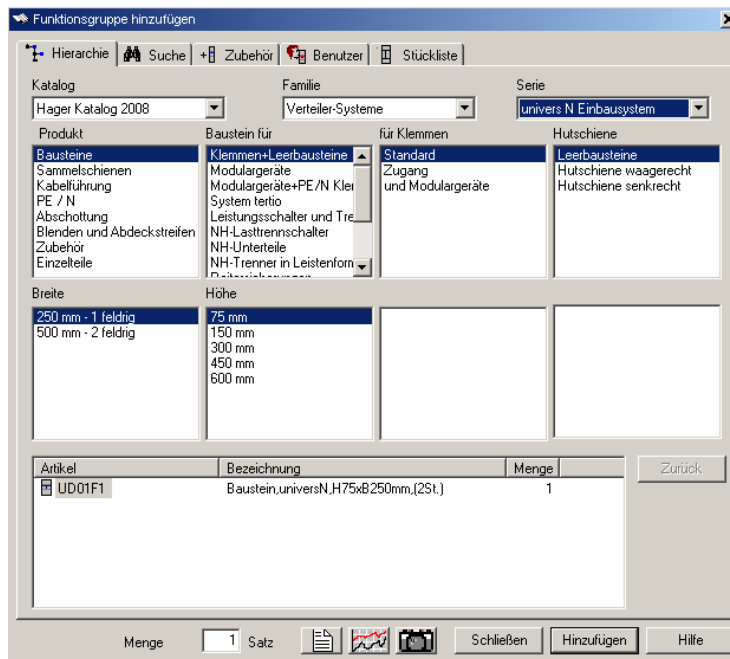 Funktionsgruppe hinzufügen
Hierarchie Suche Zubehör Benutzer Stückliste
Katalog Familie Serie
Hager Katalog 2008 Verteiler-Systeme univers N Einbausystem
Produkt Baustein für für Klemmen Hutschiene
Bausteine Klemmen+Leerbausteine Standard Leerbausteine
Sammelschienen Modulargeräte Zugang Hutschiene waagerecht
Kabelführung Modulargeräte+PE/N Kler und Modulargeräte Hutschiene senkrecht
PE / N System tertio
Abschottung Leistungsschalter und Tre
Blenden und Abdeckstreifen NH-Lasttrennschalter
Zubehör NH-Unterteile
Einzelteile NH-Trenner in Leistenforn
Breite Höhe
250 mm - 1 feldrig 75 mm
500 mm - 2 feldrig 150 mm
300 mm
450 mm
600 mm
Artikel Bezeichnung Menge Zurück
UD01F1 Baustein,universN,H75xB250mm,(2St.) 1
Menge 1 Satz Schließen Hinzufügen Hilfe